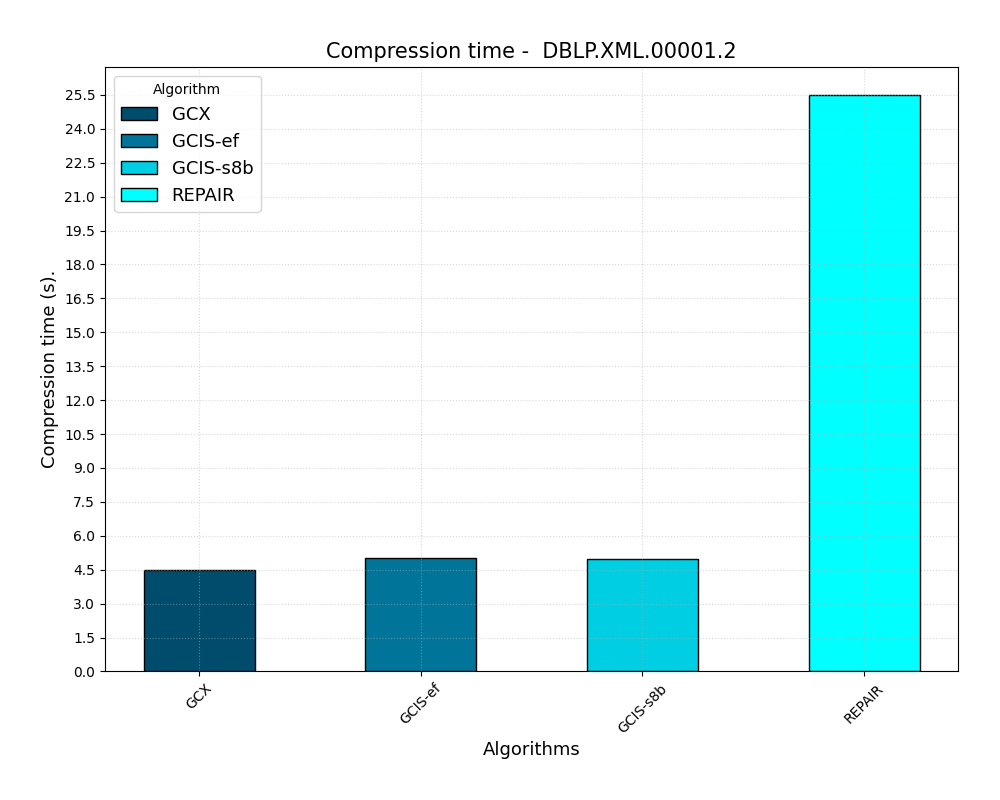 Compression time -  DBLP.XML.00001.2
Algorithm
GCX
GCIS-ef
GCIS-s8b
REPAIR
Compression time (s).
25.5
24.0
22.5
21.0
19.5
18.0
16.5
15.0
13.5
12.0
10.5
9.0
7.5
6.0
4.5
3.0
1.5
0.0
GCX
GCIS-ef
GCIS-s8b
REPAIR
Algorithms